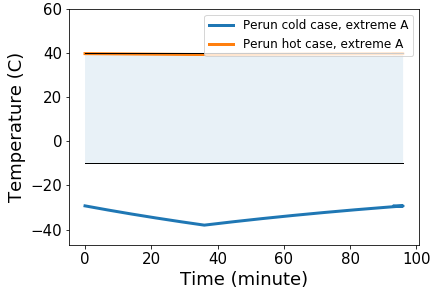 Perun cold case, extreme A
Perun hot case, extreme A
Temperature (C)
60
40
20
0
−20
−40
0 20 40 60 80 100
Time (minute)